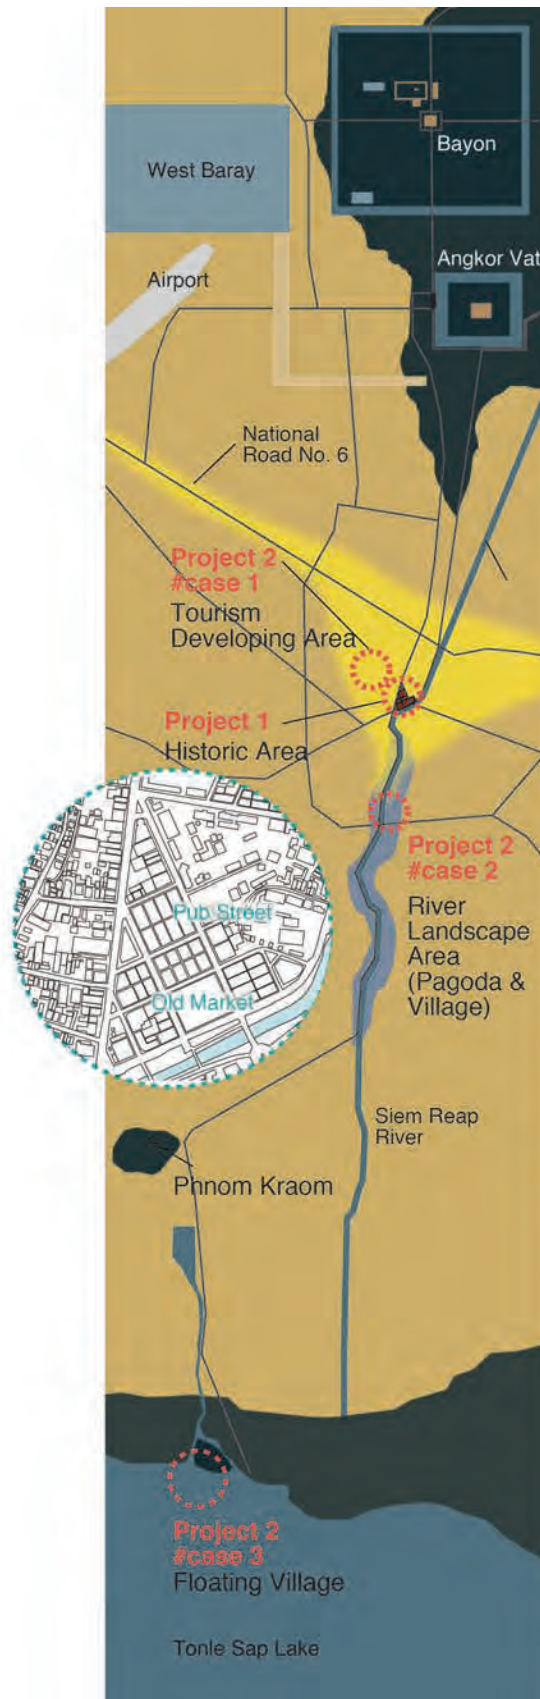 Bayon
West Baray
Angkor Vat
Airport
National
Road No. 6
Project 2
#case 1
Tourism
Developing Area
Project 1
Historic Area
Project 2
#case 2
River
Landscape
Area
(Pagoda &
Village)
Pub Street
Old Market
Siem Reap
River
Phnom Kraom
Project 2
#case 3
Floating Village
Tonle Sap Lake